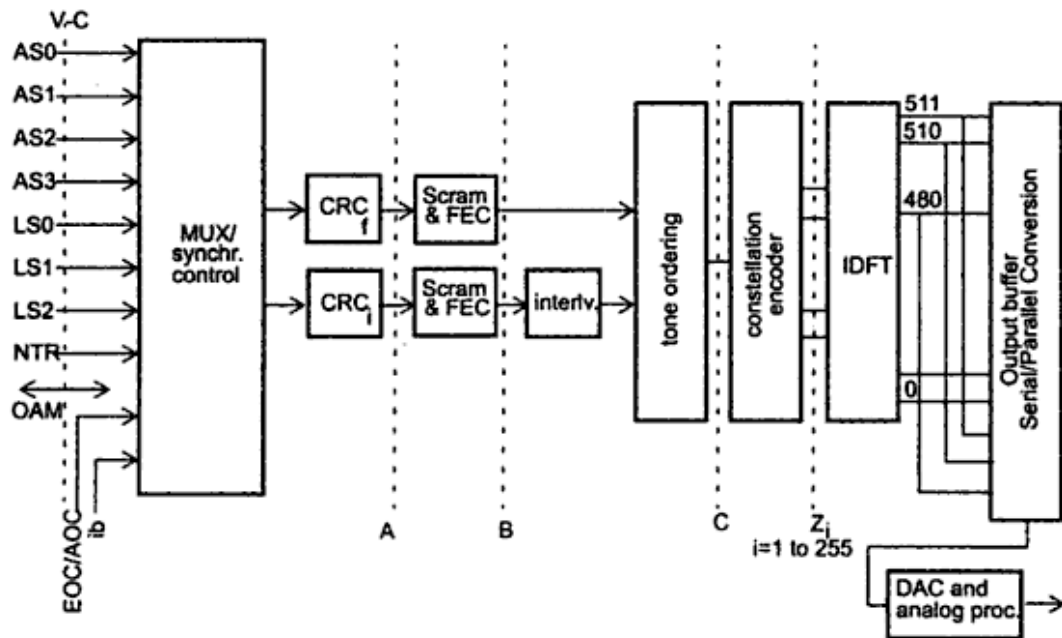 V-C
AS0
AS1
AS2
AS3
LS0
LS1
LS2
NTR
OAM'
EOC/AOC
ib
MUX/
synchr.
control
CRC
f
CRC
i
Scram
& FEC
Scram
& FEC
interlv.
tone ordering
constellation
encoder
IDFT
511
510
480
0
Output buffer
Serial/Parallel Conversion
A
B
C
Z
i
i=1 to 255
DAC and
analog proc.